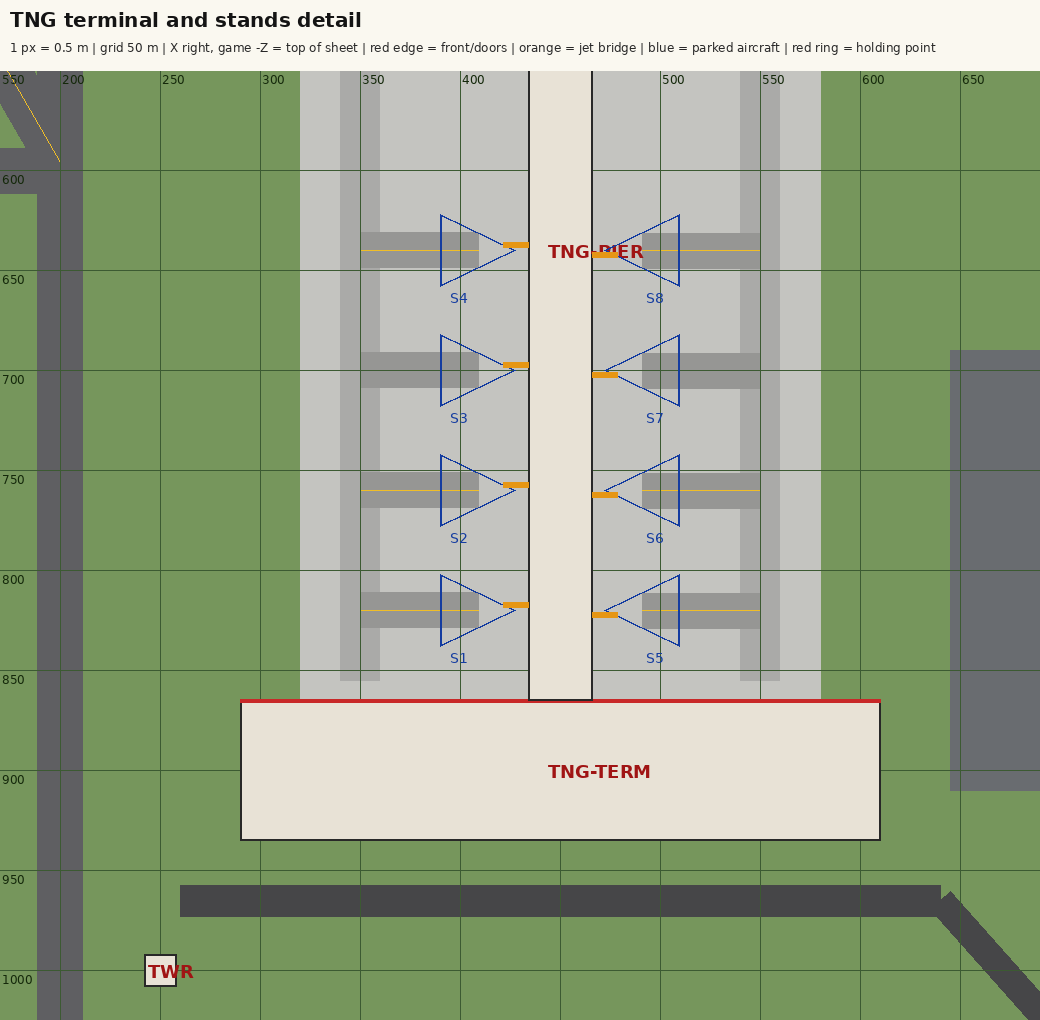 TNG terminal and stands detail
1 px = 0.5 m | grid 50 m | X right, game -Z = top of sheet | red edge = front/doors | orange = jet bridge | blue = parked aircraft | red ring = holding point
550 200 250 300 350 400 500 550 600 650
600
TNG-PIER
650
S4 S8
700
S3 S7
750
S2 S6
800
S1 S5
850
TNG-TERM
900
950
TWR
1000